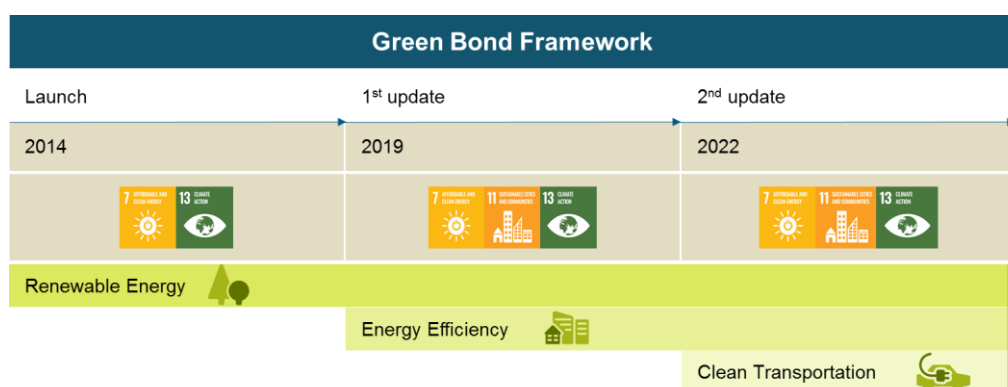 Green Bond Framework
Launch
1st update
2nd update
2014
2019
2022
7 AFFORDABLE AND CLEAN ENERGY
13 CLIMATE ACTION
7 AFFORDABLE AND CLEAN ENERGY
11 SUSTAINABLE CITIES AND COMMUNITIES
13 CLIMATE ACTION
7 AFFORDABLE AND CLEAN ENERGY
11 SUSTAINABLE CITIES AND COMMUNITIES
13 CLIMATE ACTION
Renewable Energy
Energy Efficiency
Clean Transportation